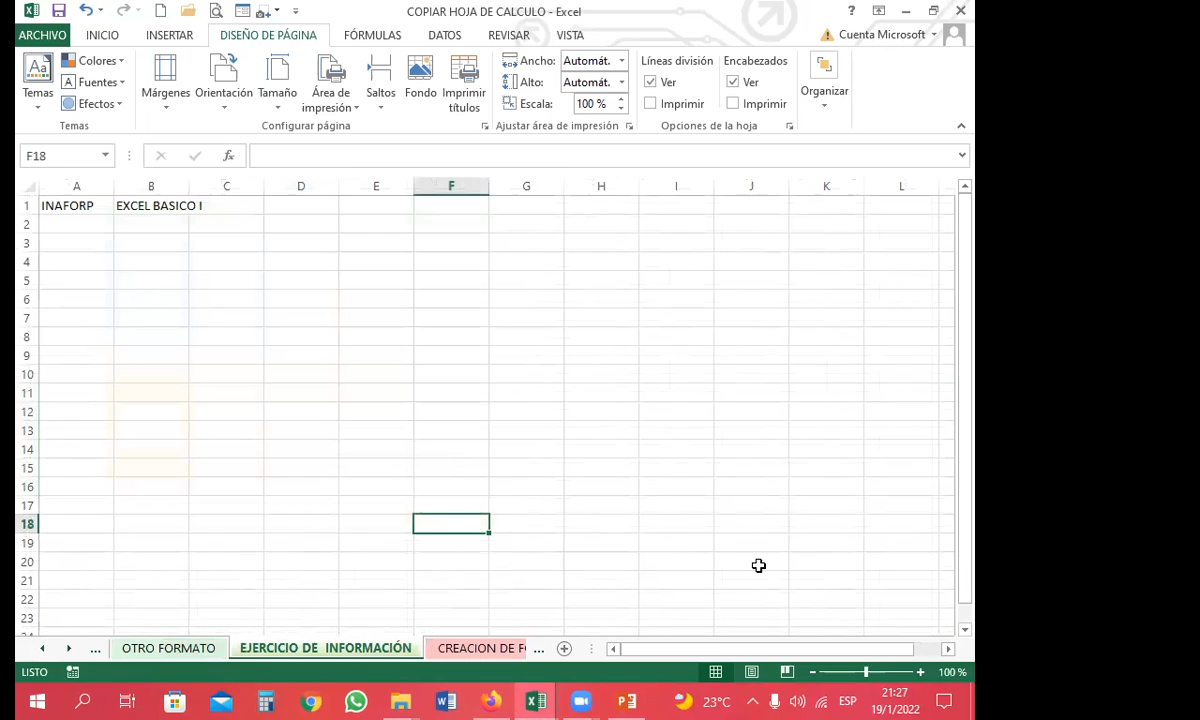 COPIAR HOJA DE CALCULO - Excel
?
ARCHIVO INICIO INSERTAR DISEÑO DE PÁGINA FÓRMULAS DATOS REVISAR VISTA Cuenta Microsoft
Temas
Colores
Fuentes
Efectos
Temas
Márgenes Orientación Tamaño Área de impresión Saltos Fondo Imprimir títulos
Configurar página
Ancho: Automát.
Alto: Automát.
Escala: 100 %
Ajustar área de impresión
Líneas división
Ver
Imprimir
Encabezados
Ver
Imprimir
Opciones de la hoja
Organizar
F18 fx
A B C D E F G H I J K L
1 INAFORP EXCEL BASICO I
2
3
4
5
6
7
8
9
10
11
12
13
14
15
16
17
18
19
20
21
22
23
... OTRO FORMATO EJERCICIO DE INFORMACIÓN CREACION DE F ...
LISTO 100 %
23°C ESP 21:27
19/1/2022